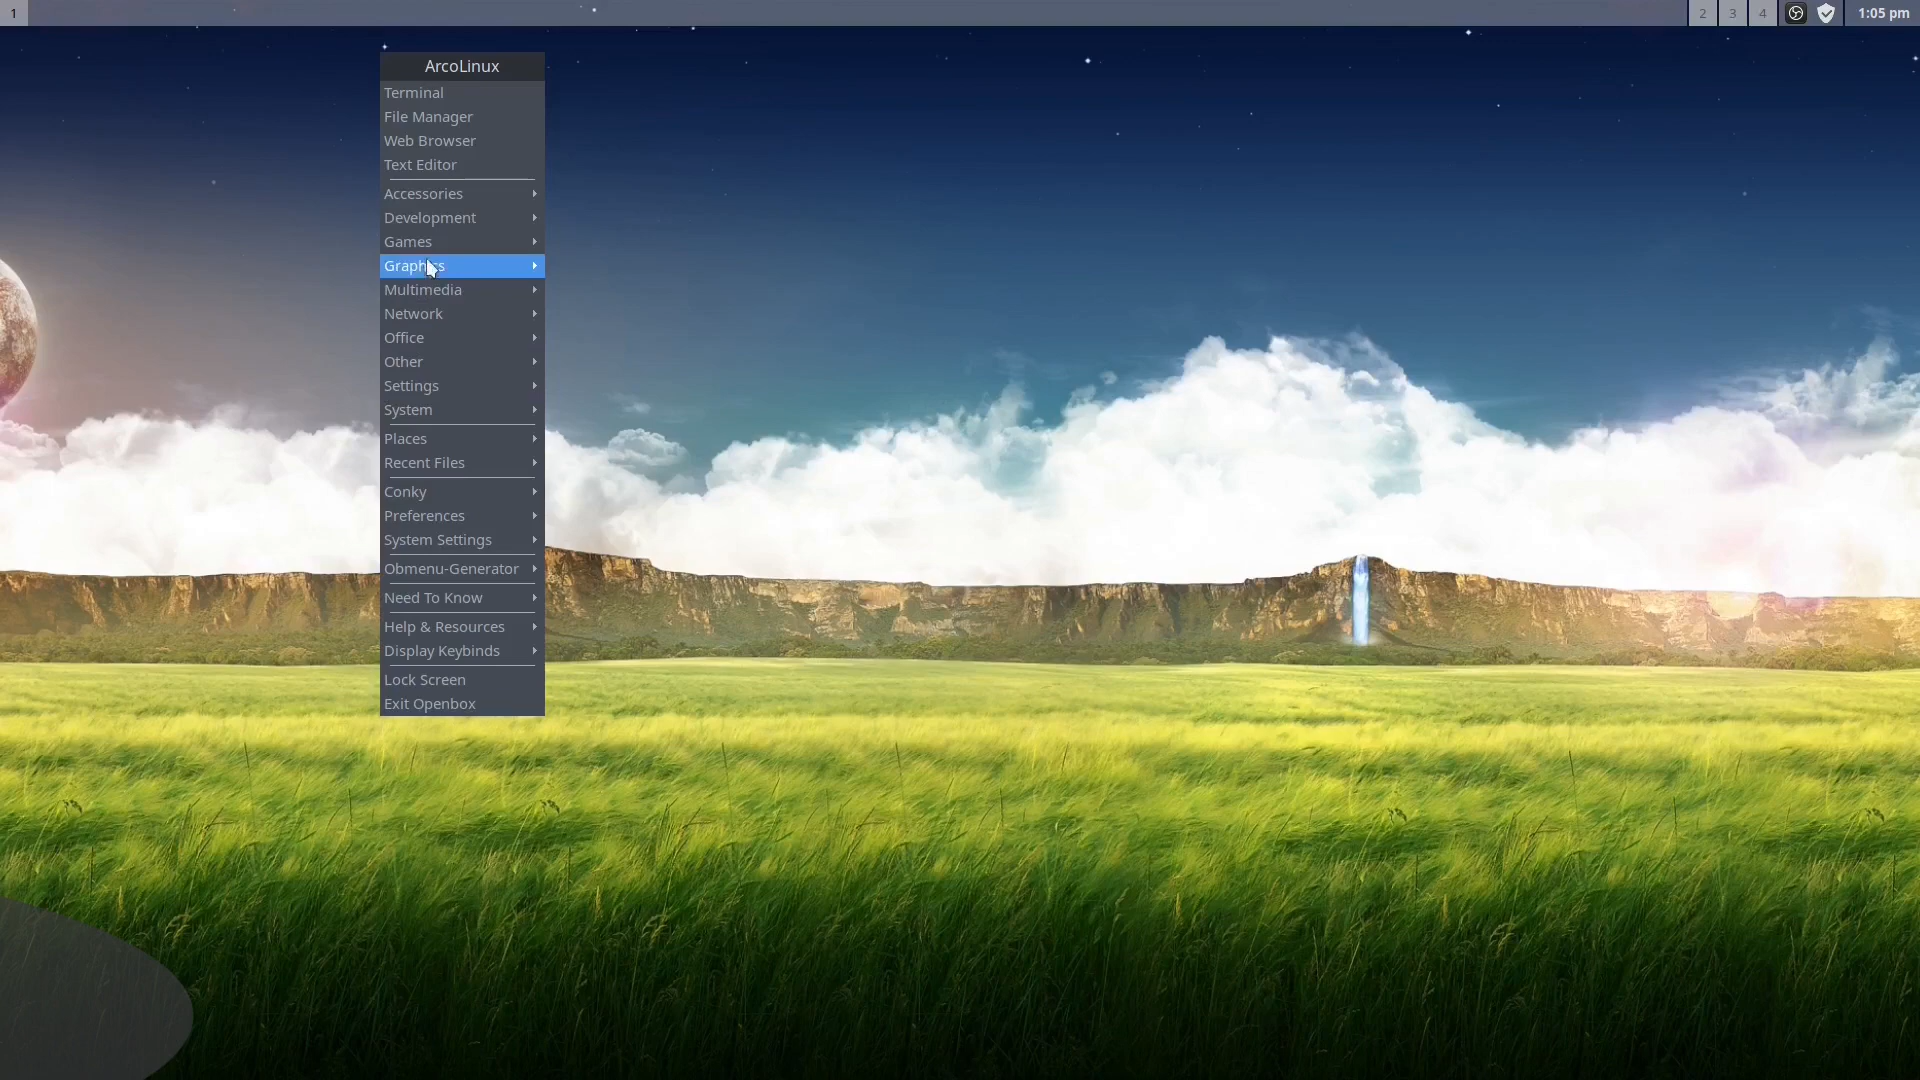 1
2 3 4 1:05 pm
ArcoLinux
Terminal
File Manager
Web Browser
Text Editor
Accessories
Development
Games
Graphics
Multimedia
Network
Office
Other
Settings
System
Places
Recent Files
Conky
Preferences
System Settings
Obmenu-Generator
Need To Know
Help & Resources
Display Keybinds
Lock Screen
Exit Openbox